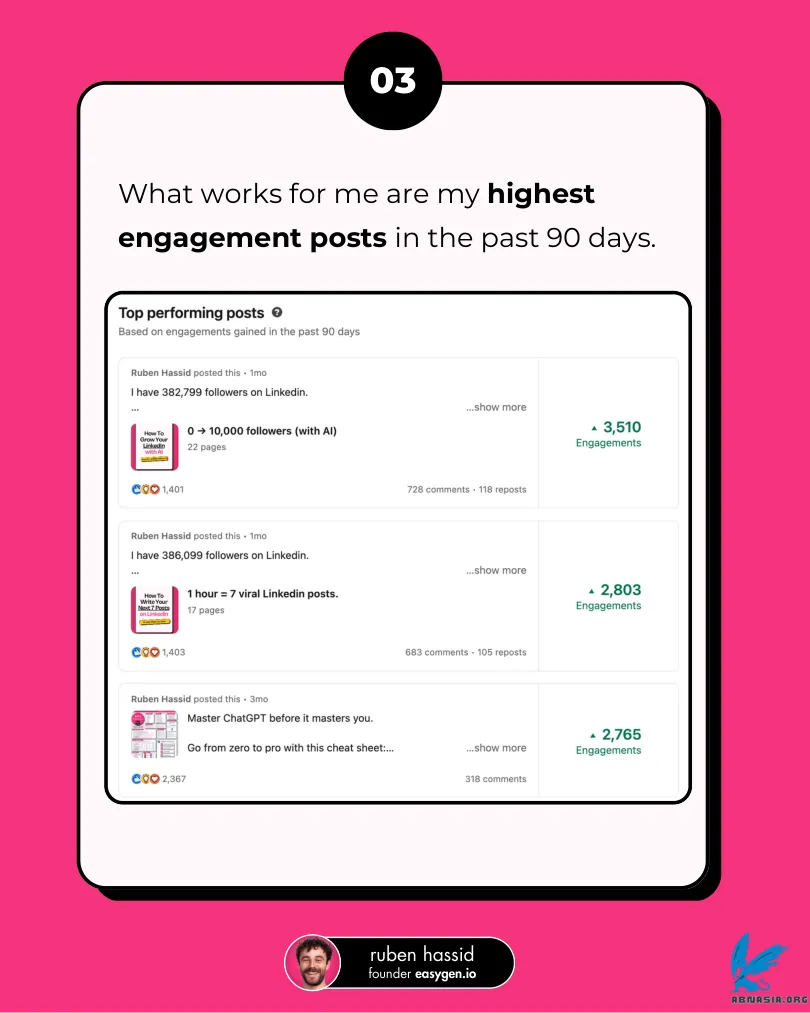 03
What works for me are my highest
engagement posts in the past 90 days.
Top performing posts ?
Based on engagements gained in the past 90 days
Ruben Hassid posted this • 1mo
I have 382,799 followers on Linkedin.
...
...show more
How To
Grow Your
Linkedin
with AI
0 → 10,000 followers (with AI)
22 pages
1,401
728 comments • 118 reposts
▲ 3,510
Engagements
Ruben Hassid posted this • 1mo
I have 386,099 followers on Linkedin.
...
...show more
How To
Write Your
Next 7 Posts
on Linkedin
1 hour = 7 viral Linkedin posts.
17 pages
1,403
683 comments • 105 reposts
▲ 2,803
Engagements
Ruben Hassid posted this • 3mo
Master ChatGPT before it masters you.
Go from zero to pro with this cheat sheet:...
...show more
2,367
318 comments
▲ 2,765
Engagements
ruben hassid
founder easygen.io
ABNASIA.ORG